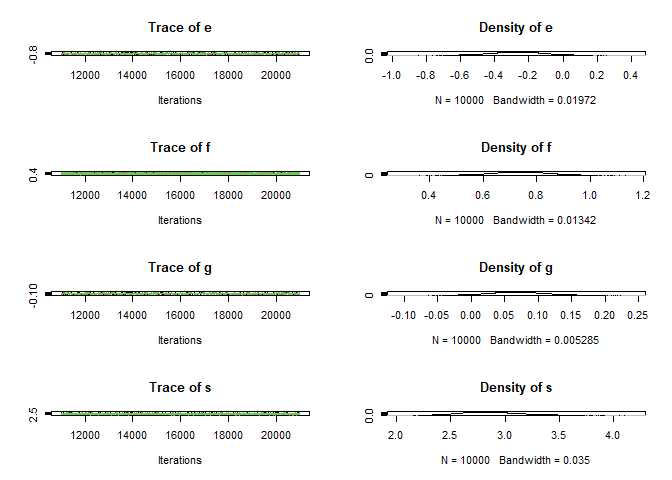 Trace of e
Density of e
-0.8
0.0
12000 14000 16000 18000 20000
-1.0 -0.8 -0.6 -0.4 -0.2 0.0 0.2 0.4
Iterations
N = 10000 Bandwidth = 0.01972
Trace of f
Density of f
0.4
0
12000 14000 16000 18000 20000
0.4 0.6 0.8 1.0 1.2
Iterations
N = 10000 Bandwidth = 0.01342
Trace of g
Density of g
-0.10
0
12000 14000 16000 18000 20000
-0.10 -0.05 0.00 0.05 0.10 0.15 0.20 0.25
Iterations
N = 10000 Bandwidth = 0.005285
Trace of s
Density of s
2.5
0.0
12000 14000 16000 18000 20000
2.0 2.5 3.0 3.5 4.0
Iterations
N = 10000 Bandwidth = 0.035